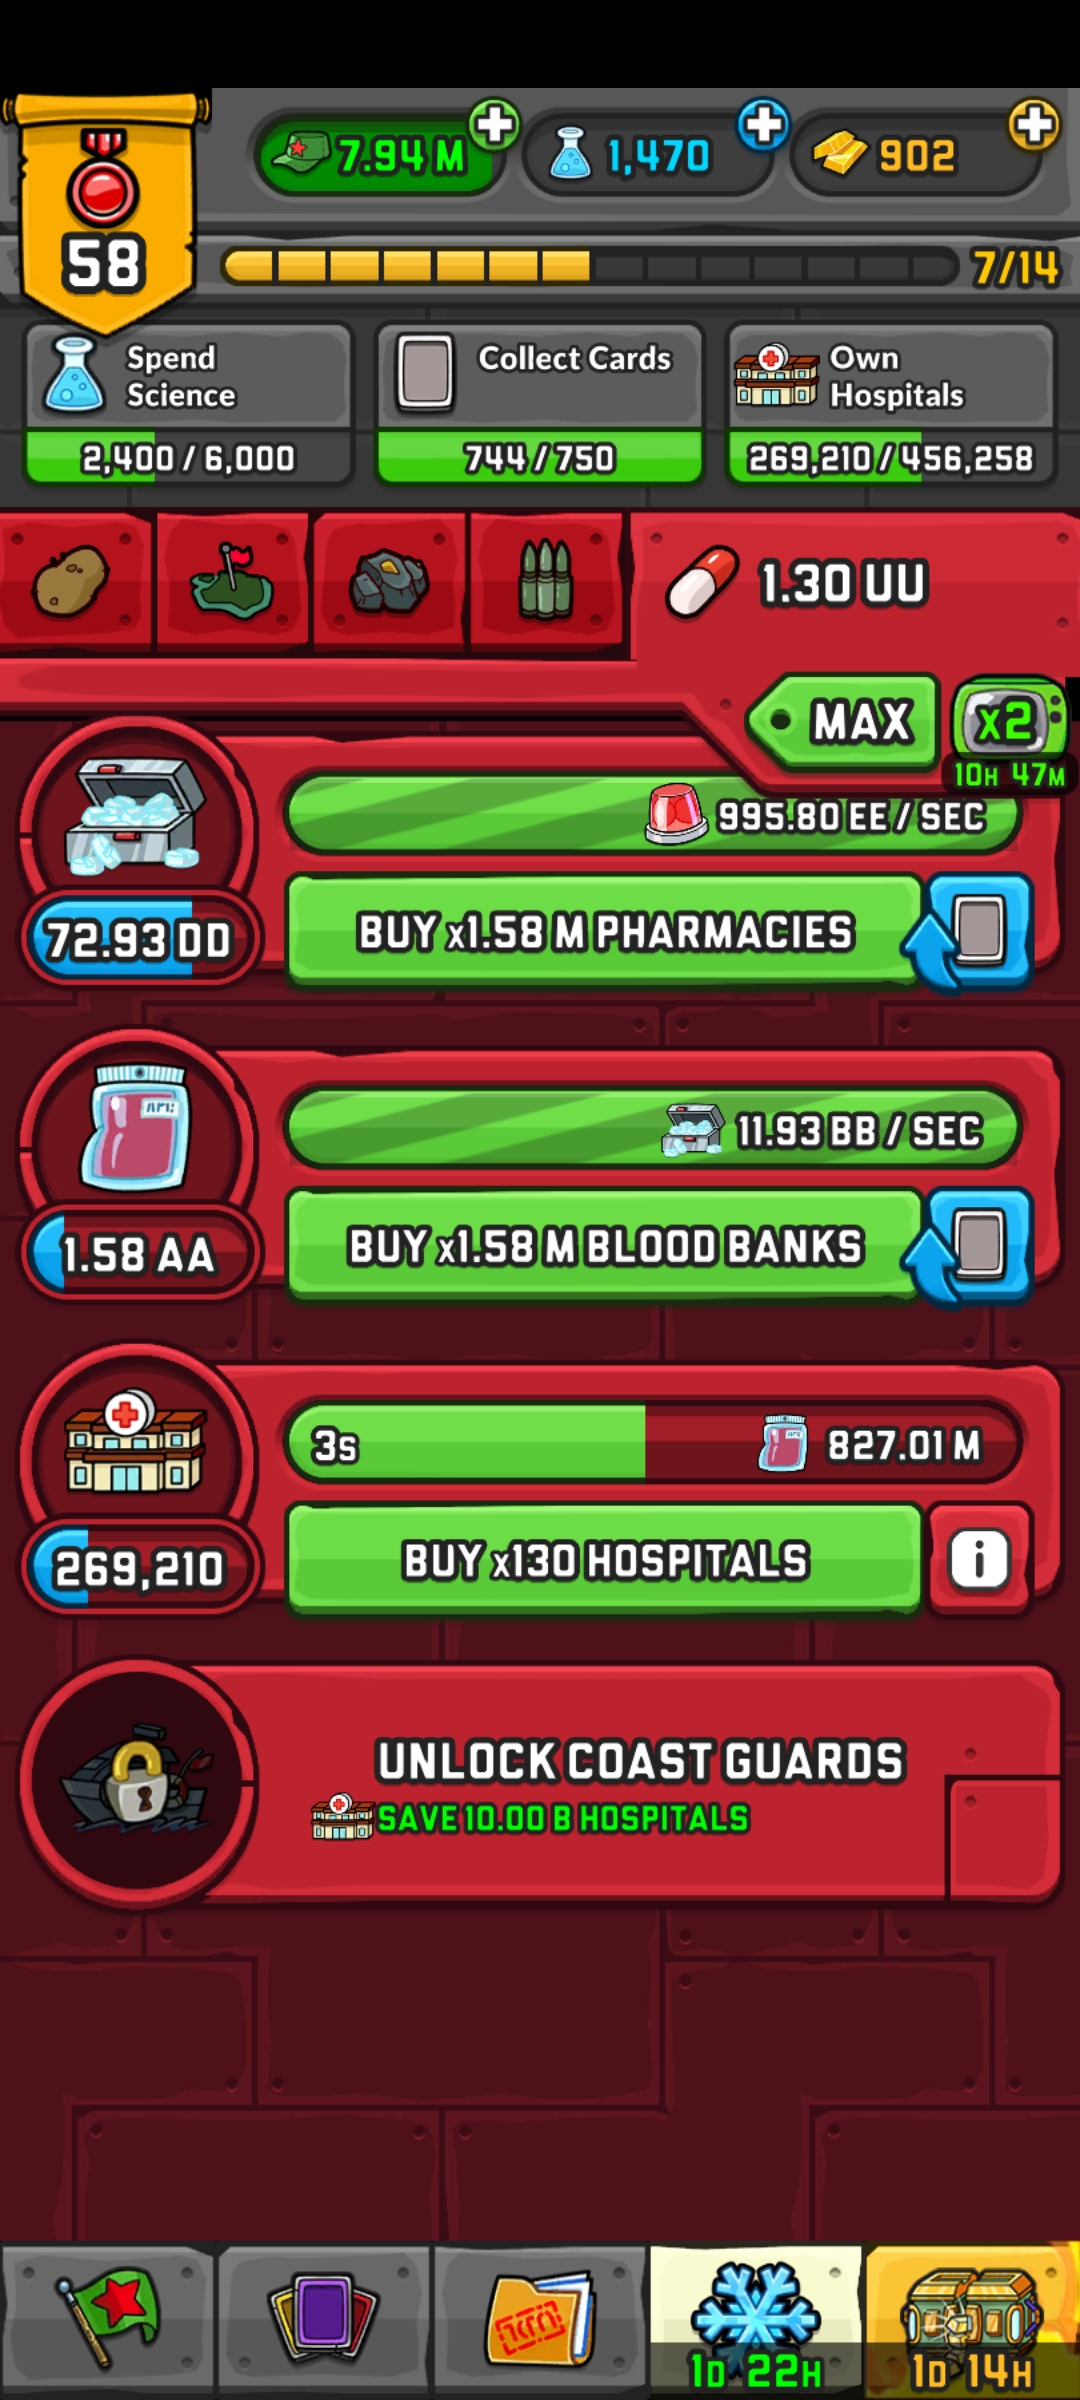 58
7.94 M
1,470
902
7/14
Spend
Science
2,400 / 6,000
Collect Cards
744 / 750
Own
Hospitals
269,210 / 456,258
1.30 UU
MAX
x2
10H 47M
995.80 EE / SEC
72.93 DD
BUY x1.58 M PHARMACIES
11.93 BB / SEC
1.58 AA
BUY x1.58 M BLOOD BANKS
3s
827.01 M
269,210
BUY x130 HOSPITALS
i
UNLOCK COAST GUARDS
SAVE 10.00 B HOSPITALS
1D 22H
1D 14H